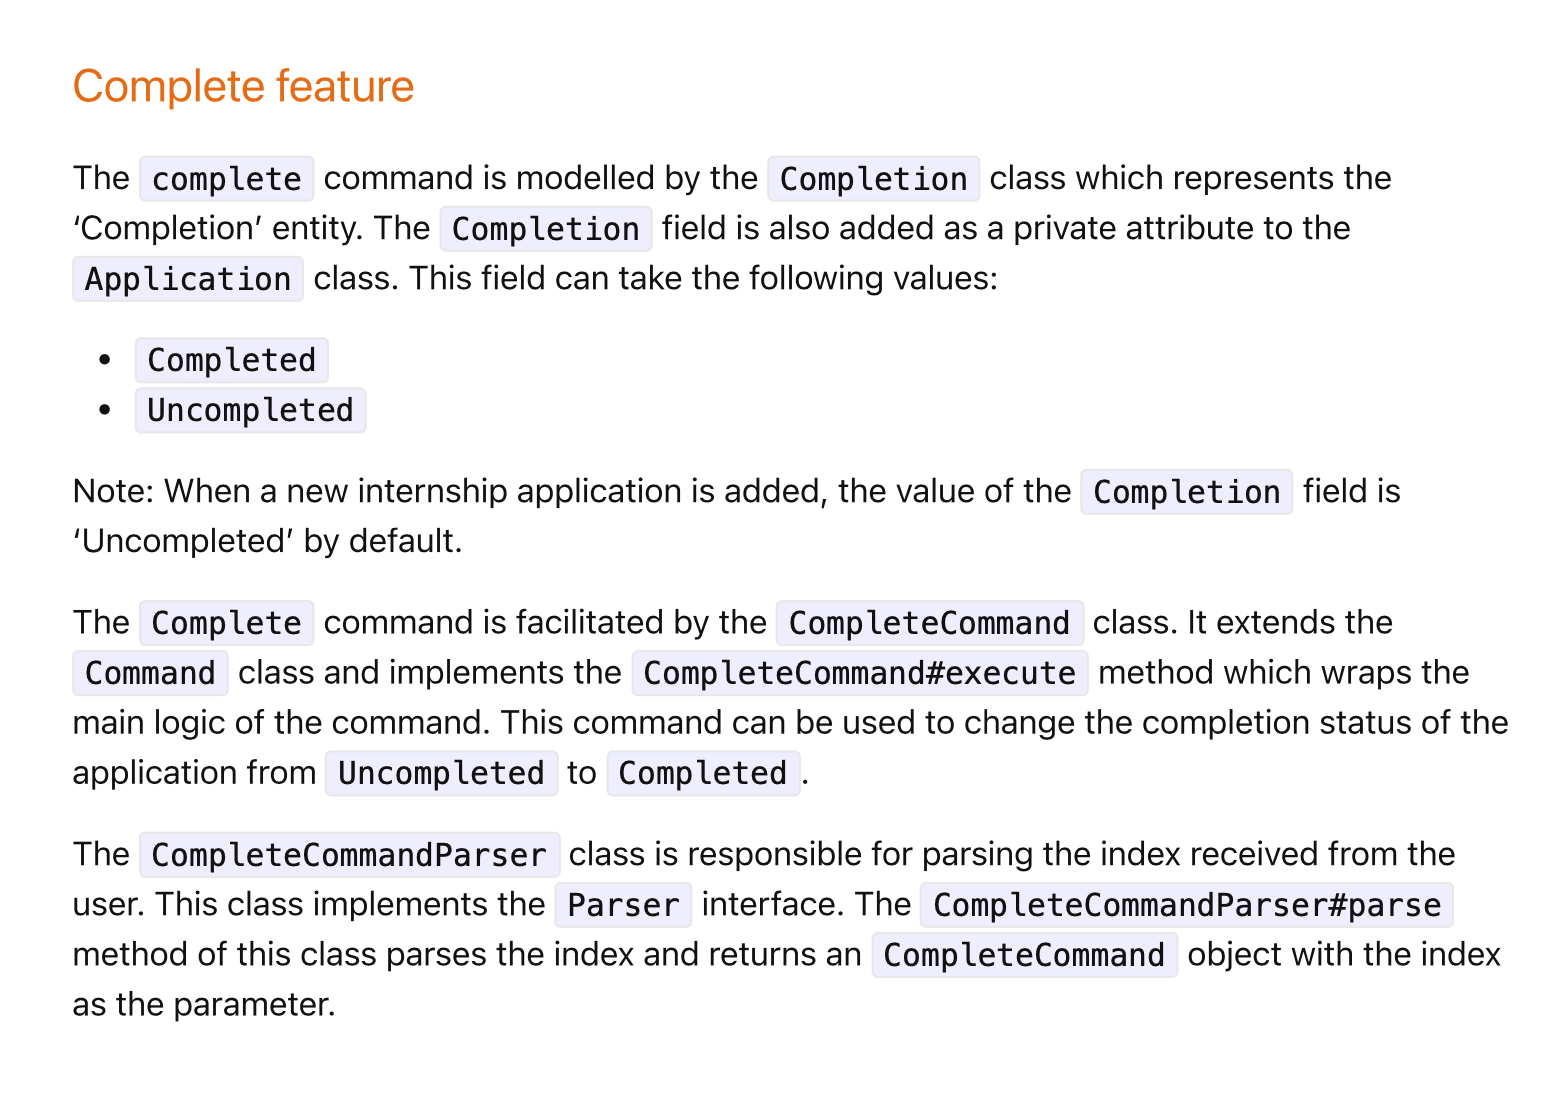 Complete feature
The complete command is modelled by the Completion class which represents the
‘Completion’ entity. The Completion field is also added as a private attribute to the
Application class. This field can take the following values:
• Completed
• Uncompleted
Note: When a new internship application is added, the value of the Completion field is
‘Uncompleted’ by default.
The Complete command is facilitated by the CompleteCommand class. It extends the
Command class and implements the CompleteCommand#execute method which wraps the
main logic of the command. This command can be used to change the completion status of the
application from Uncompleted to Completed.
The CompleteCommandParser class is responsible for parsing the index received from the
user. This class implements the Parser interface. The CompleteCommandParser#parse
method of this class parses the index and returns an CompleteCommand object with the index
as the parameter.